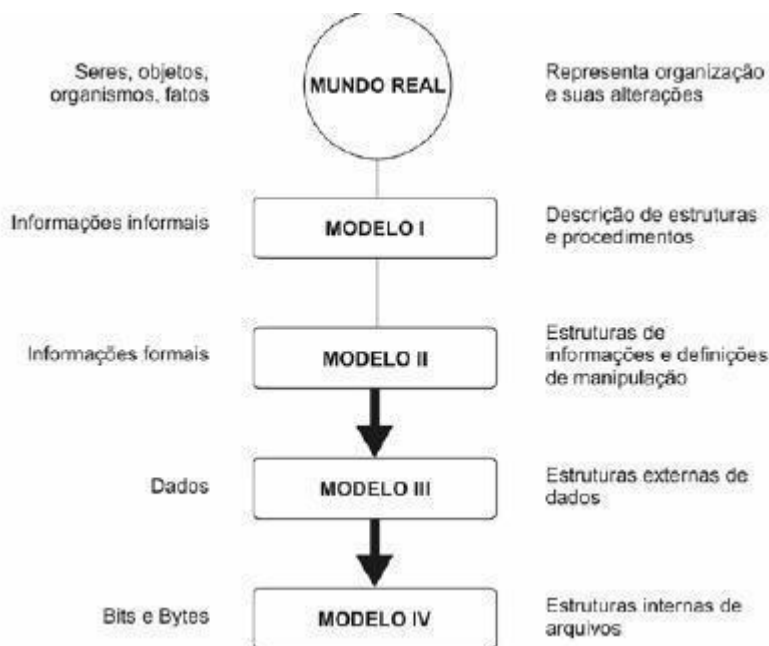 Seres, objetos,
organismos, fatos
MUNDO REAL
Representa organização
e suas alterações
Informações informais
MODELO I
Descrição de estruturas
e procedimentos
Informações formais
MODELO II
Estruturas de
informações e definições
de manipulação
Dados
MODELO III
Estruturas externas de
dados
Bits e Bytes
MODELO IV
Estruturas internas de
arquivos